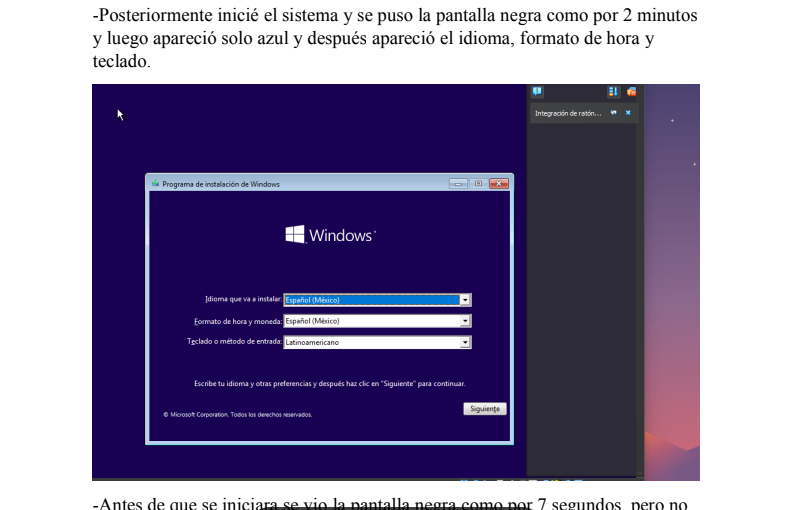 -Posteriormente inicié el sistema y se puso la pantalla negra como por 2 minutos
y luego apareció solo azul y después apareció el idioma, formato de hora y
teclado.
Integración de ratón...
Programa de instalación de Windows
Windows
Idioma que va a instalar: Español (México)
Formato de hora y moneda: Español (México)
Teclado o método de entrada: Latinoamericano
Escribe tu idioma y otras preferencias y después haz clic en "Siguiente" para continuar.
© Microsoft Corporation. Todos los derechos reservados.
Siguiente
-Antes de que se iniciara se vio la pantalla negra como por 7 segundos, pero no